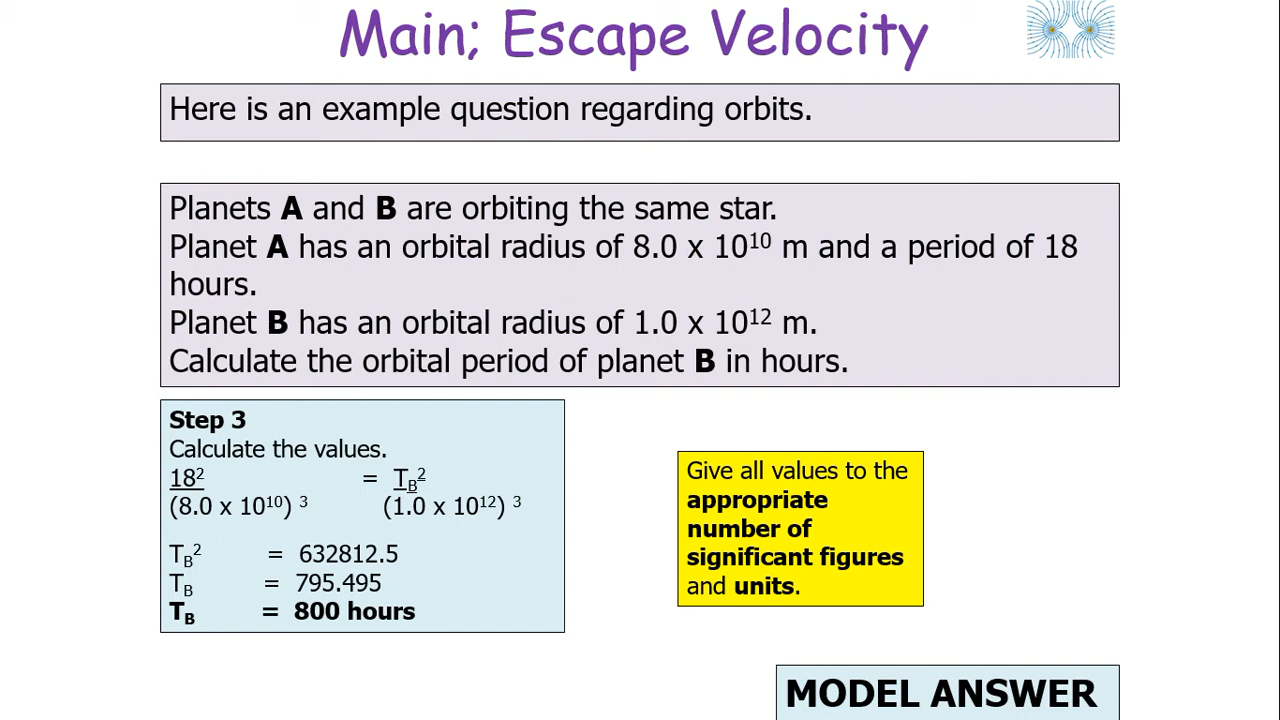 Main; Escape Velocity
Here is an example question regarding orbits.
Planets A and B are orbiting the same star.
Planet A has an orbital radius of 8.0 x 10¹⁰ m and a period of 18
hours.
Planet B has an orbital radius of 1.0 x 10¹² m.
Calculate the orbital period of planet B in hours.
Step 3
Calculate the values.
18² = T_B²
(8.0 x 10¹⁰) ³ (1.0 x 10¹²) ³
T_B² = 632812.5
T_B = 795.495
T_B = 800 hours
Give all values to the
appropriate
number of
significant figures
and units.
MODEL ANSWER